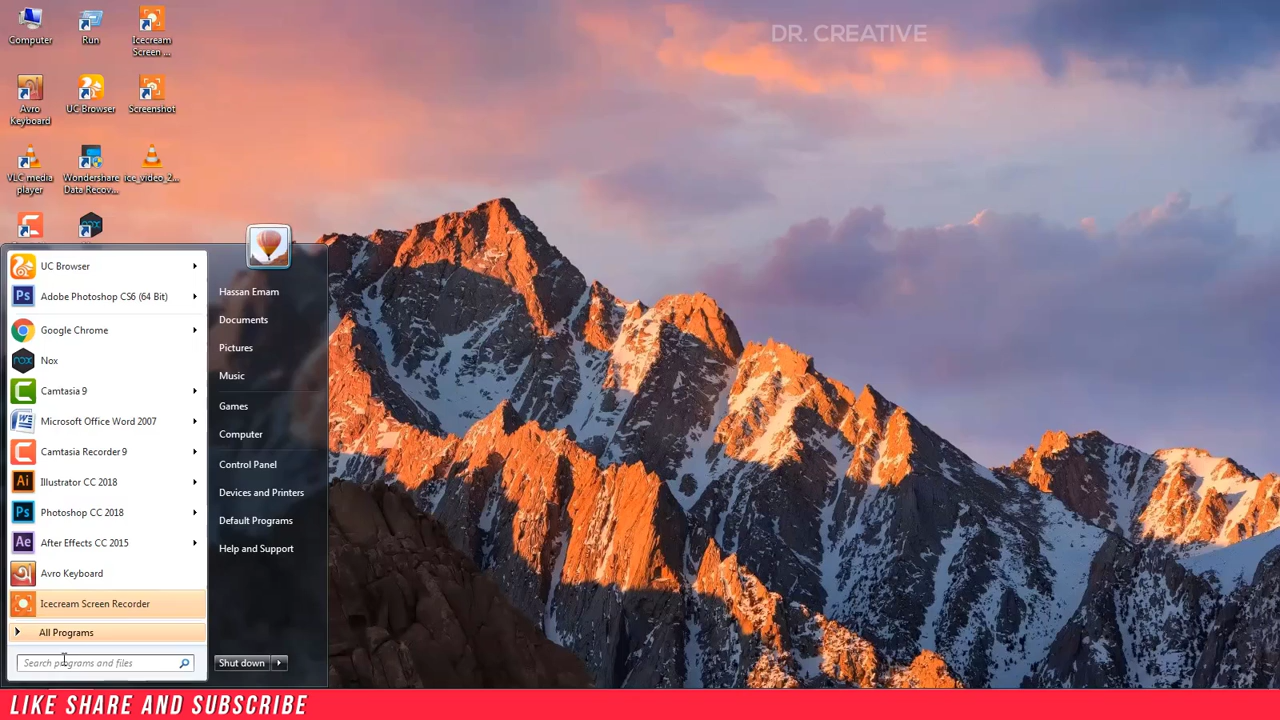 DR. CREATIVE
Computer
Run
Icecream
Screen ...
Avro
Keyboard
UC Browser
Screenshot
VLC media
player
Wondershare
Data Recov...
ice_video_2...
UC Browser
Adobe Photoshop CS6 (64 Bit)
Google Chrome
Nox
Camtasia 9
Microsoft Office Word 2007
Camtasia Recorder 9
Illustrator CC 2018
Photoshop CC 2018
After Effects CC 2015
Avro Keyboard
Icecream Screen Recorder
All Programs
Search programs and files
Hassan Emam
Documents
Pictures
Music
Games
Computer
Control Panel
Devices and Printers
Default Programs
Help and Support
Shut down
LIKE SHARE AND SUBSCRIBE